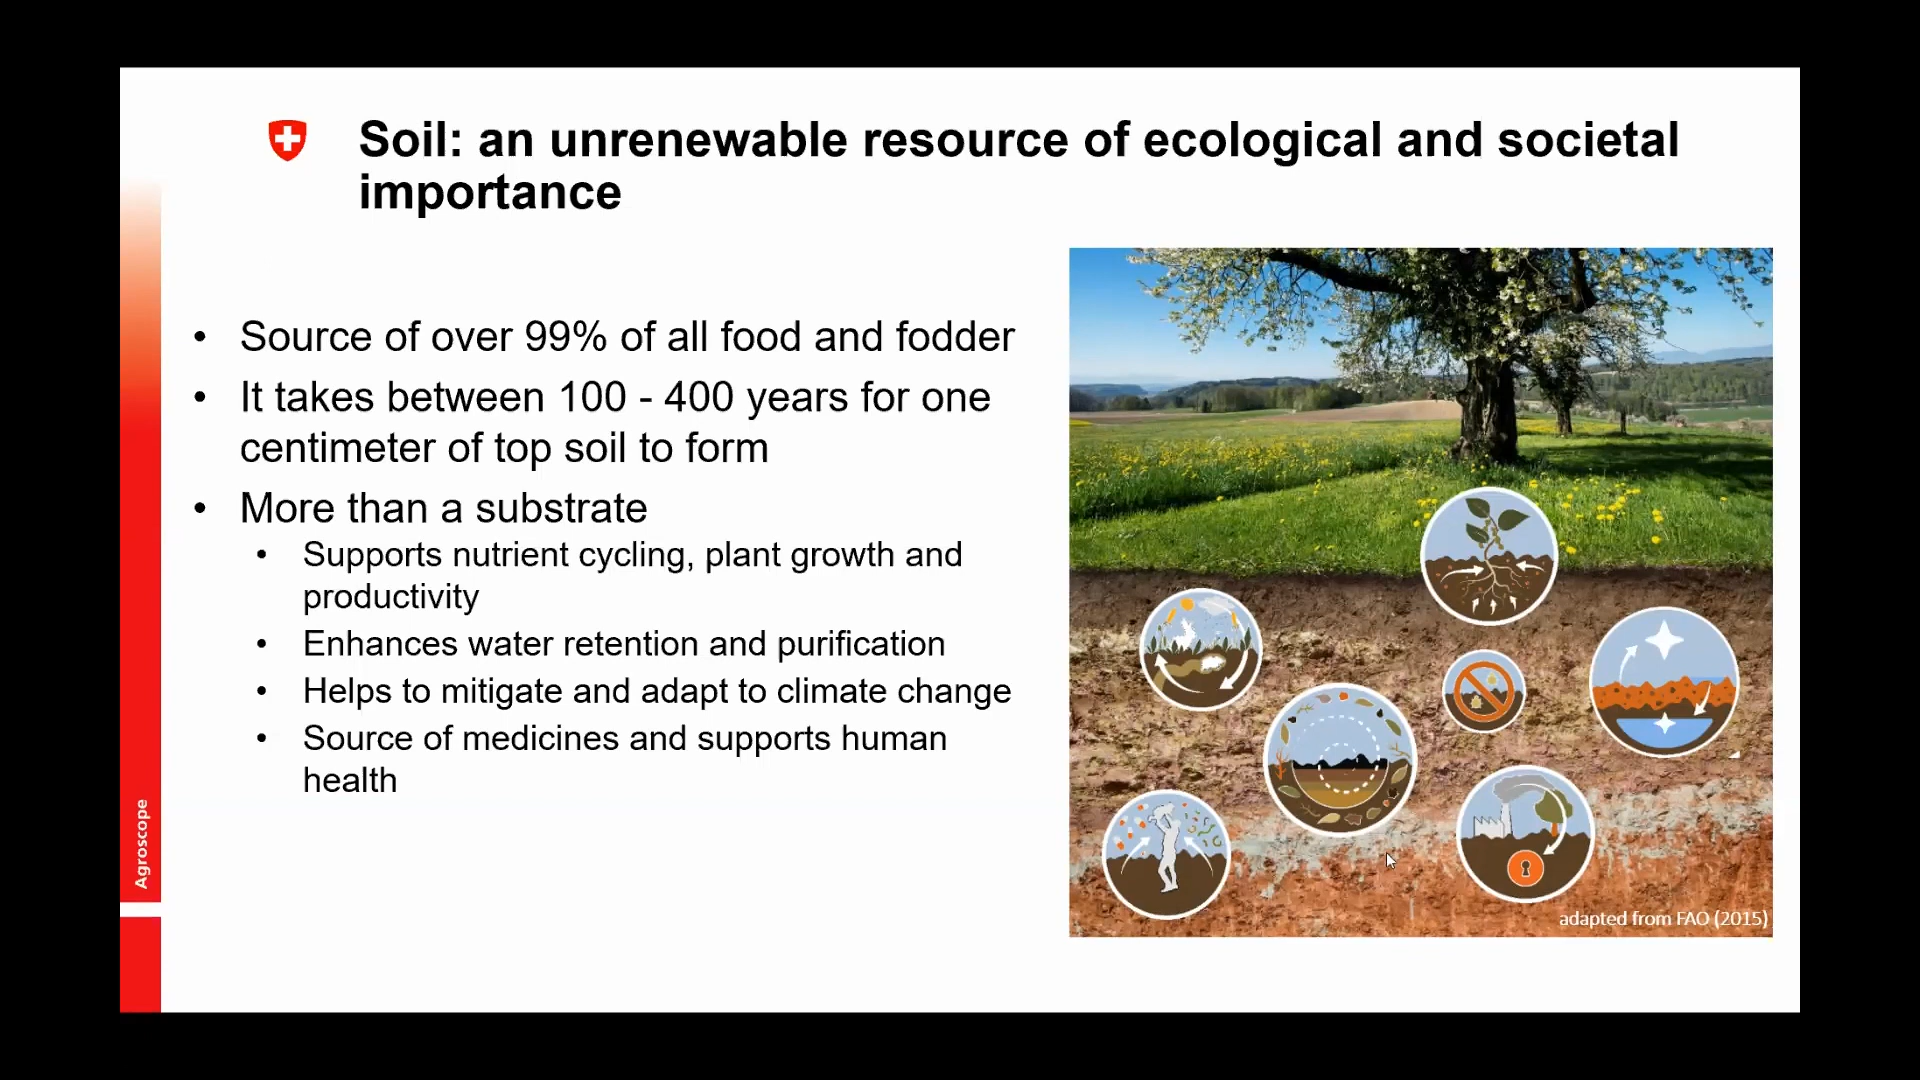 Soil: an unrenewable resource of ecological and societal
importance
• Source of over 99% of all food and fodder
• It takes between 100 - 400 years for one
centimeter of top soil to form
• More than a substrate
• Supports nutrient cycling, plant growth and
productivity
• Enhances water retention and purification
• Helps to mitigate and adapt to climate change
• Source of medicines and supports human
health
adapted from FAO (2015)
Agroscope